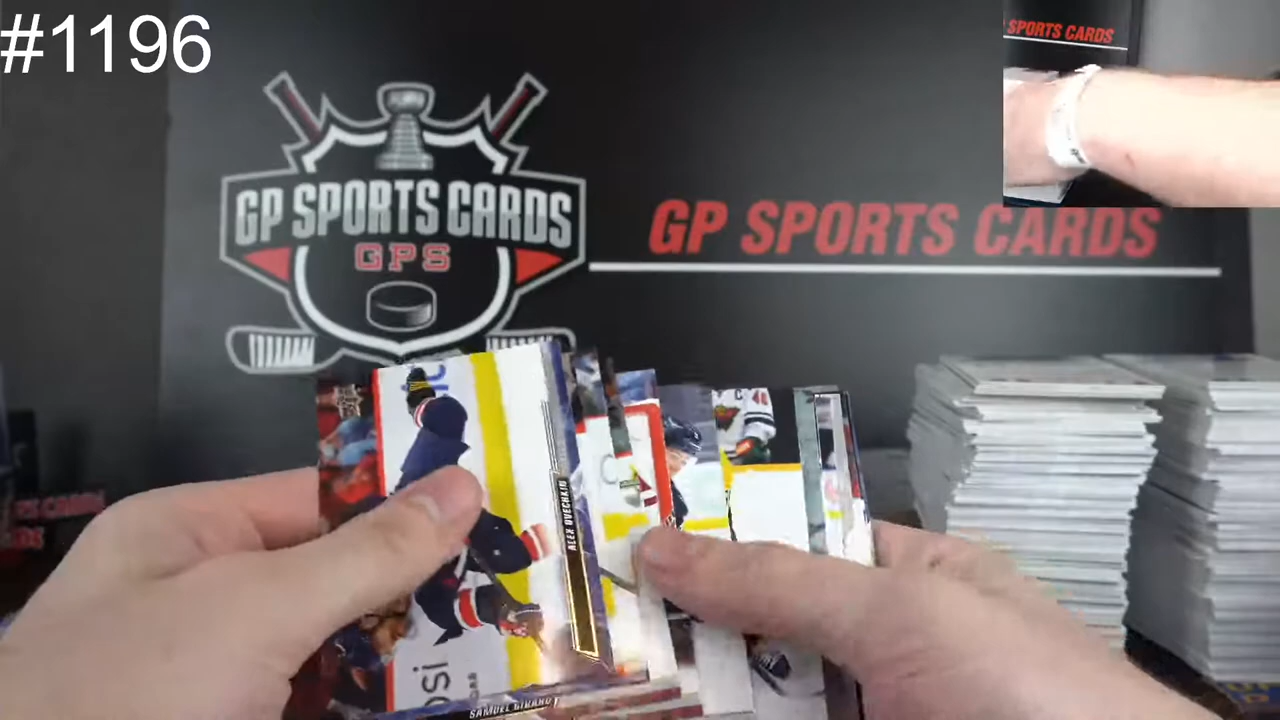 #1196
SPORTS CARDS
GP SPORTS CARDS
GPS
GP SPORTS CARDS
ALEX OVECHKIN
SAMUEL GIRARD